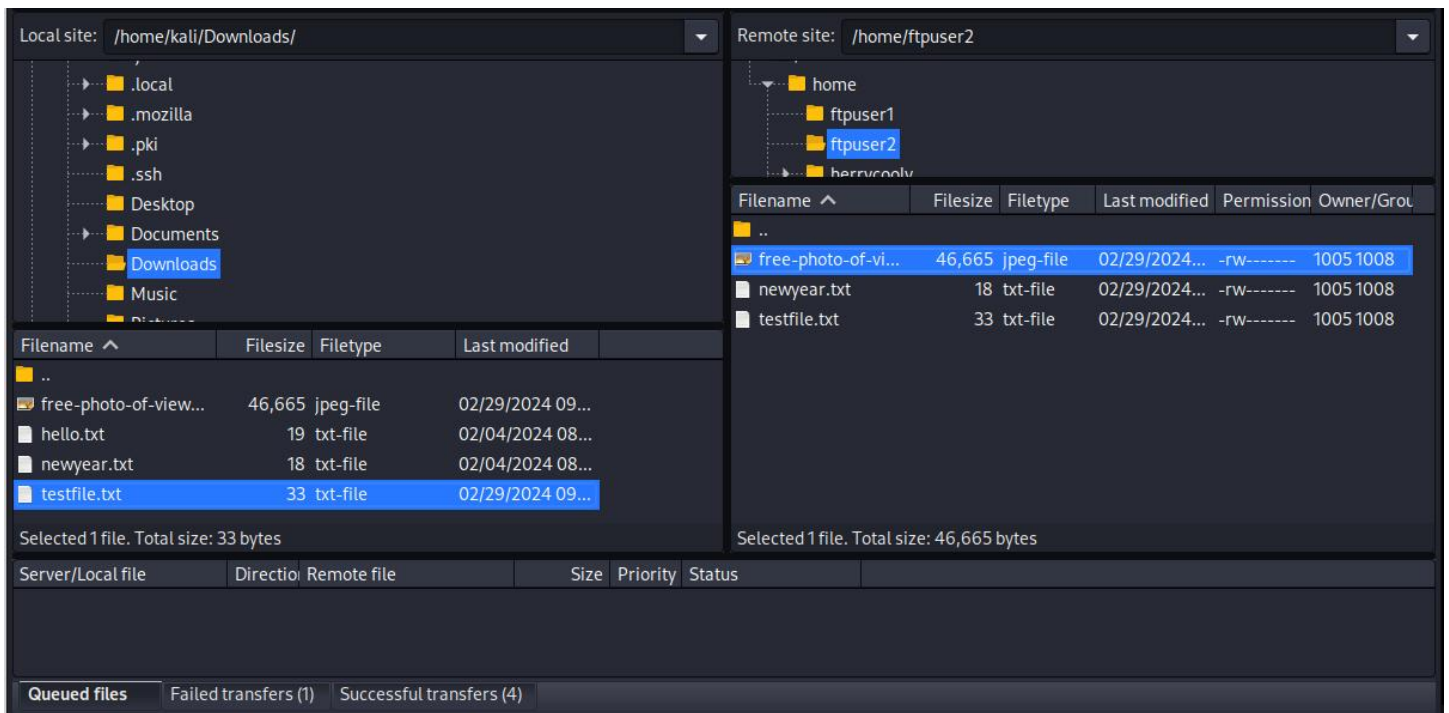 Local site: /home/kali/Downloads/
.local
.mozilla
.pki
.ssh
Desktop
Documents
Downloads
Music
Filename Filesize Filetype Last modified
..
free-photo-of-view... 46,665 jpeg-file 02/29/2024 09...
hello.txt 19 txt-file 02/04/2024 08...
newyear.txt 18 txt-file 02/04/2024 08...
testfile.txt 33 txt-file 02/29/2024 09...
Selected 1 file. Total size: 33 bytes
Remote site: /home/ftpuser2
home
ftpuser1
ftpuser2
berrycooly
Filename Filesize Filetype Last modified Permission Owner/Grou
..
free-photo-of-vi... 46,665 jpeg-file 02/29/2024... -rw------- 1005 1008
newyear.txt 18 txt-file 02/29/2024... -rw------- 1005 1008
testfile.txt 33 txt-file 02/29/2024... -rw------- 1005 1008
Selected 1 file. Total size: 46,665 bytes
Server/Local file Direction Remote file Size Priority Status
Queued files Failed transfers (1) Successful transfers (4)